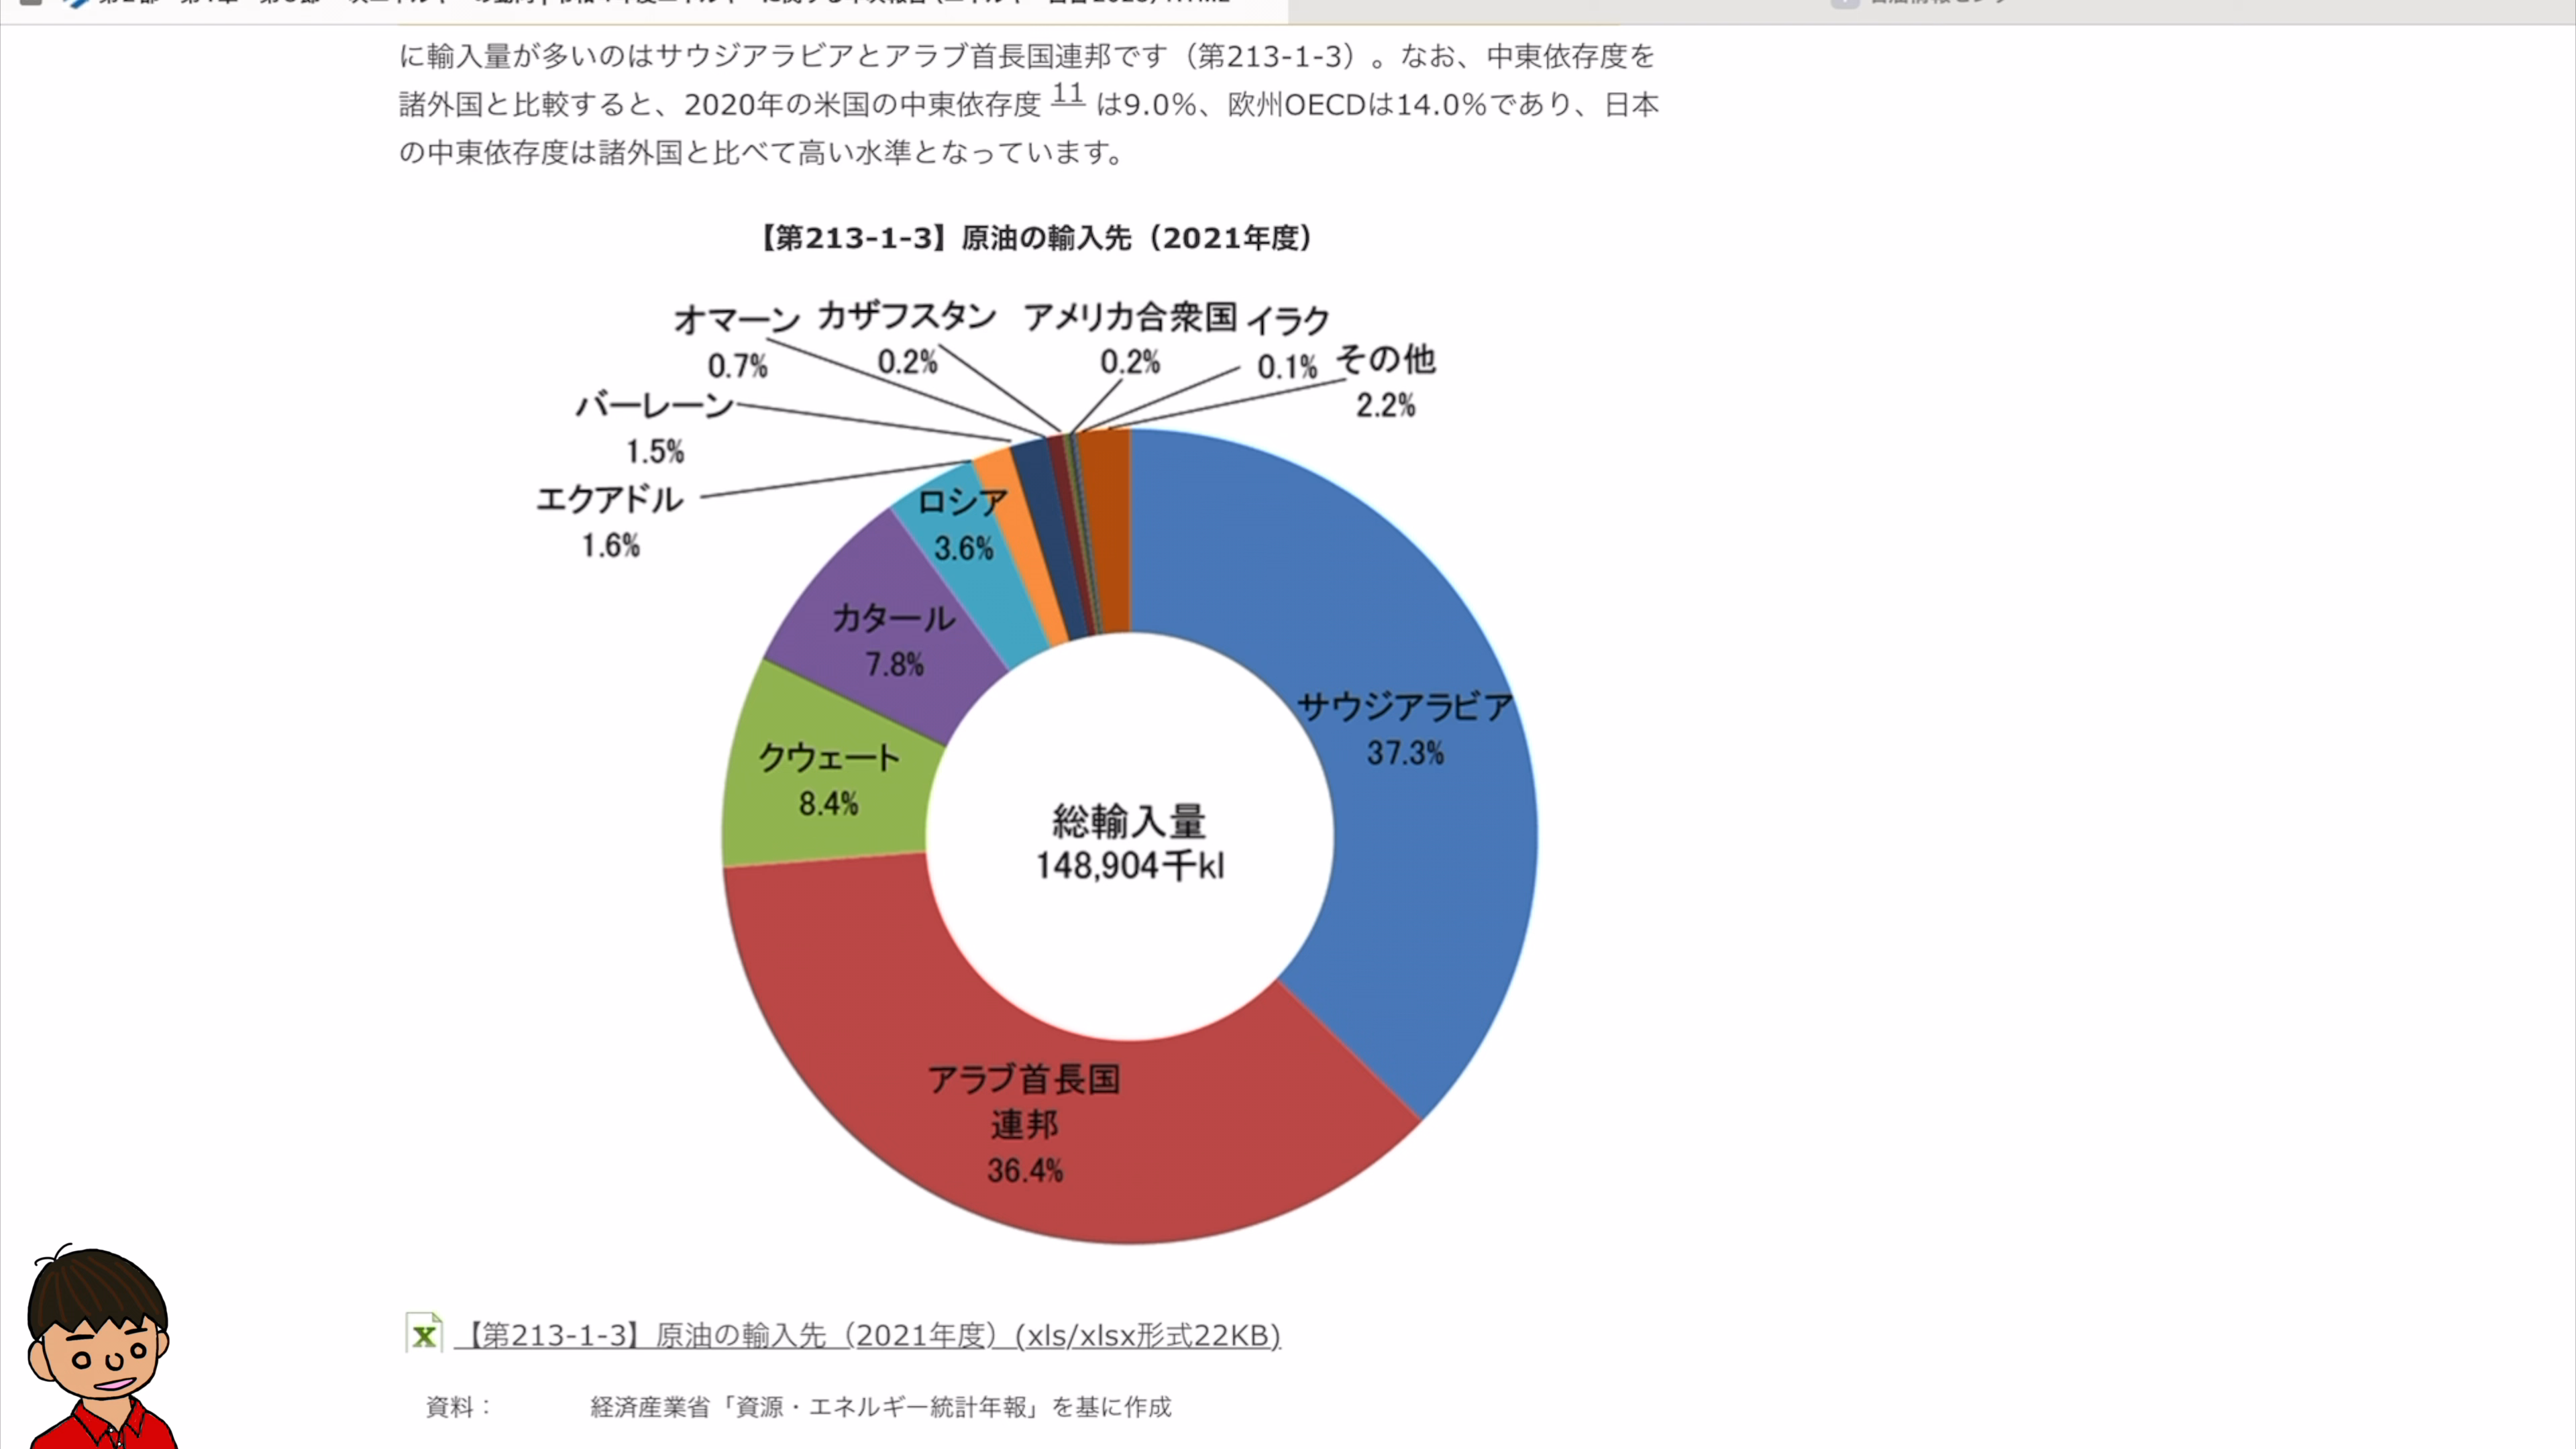 に輸入量が多いのはサウジアラビアとアラブ首長国連邦です（第213-1-3）。なお、中東依存度を
諸外国と比較すると、2020年の米国の中東依存度 11 は9.0%、欧州OECDは14.0%であり、日本
の中東依存度は諸外国と比べて高い水準となっています。
【第213-1-3】原油の輸入先（2021年度）
オマーン
0.7%
カザフスタン
0.2%
アメリカ合衆国
0.2%
イラク
0.1%
その他
2.2%
バーレーン
1.5%
エクアドル
1.6%
ロシア
3.6%
カタール
7.8%
クウェート
8.4%
サウジアラビア
37.3%
総輸入量
148,904千kl
アラブ首長国
連邦
36.4%
【第213-1-3】原油の輸入先（2021年度）(xls/xlsx形式22KB)
資料： 経済産業省「資源・エネルギー統計年報」を基に作成